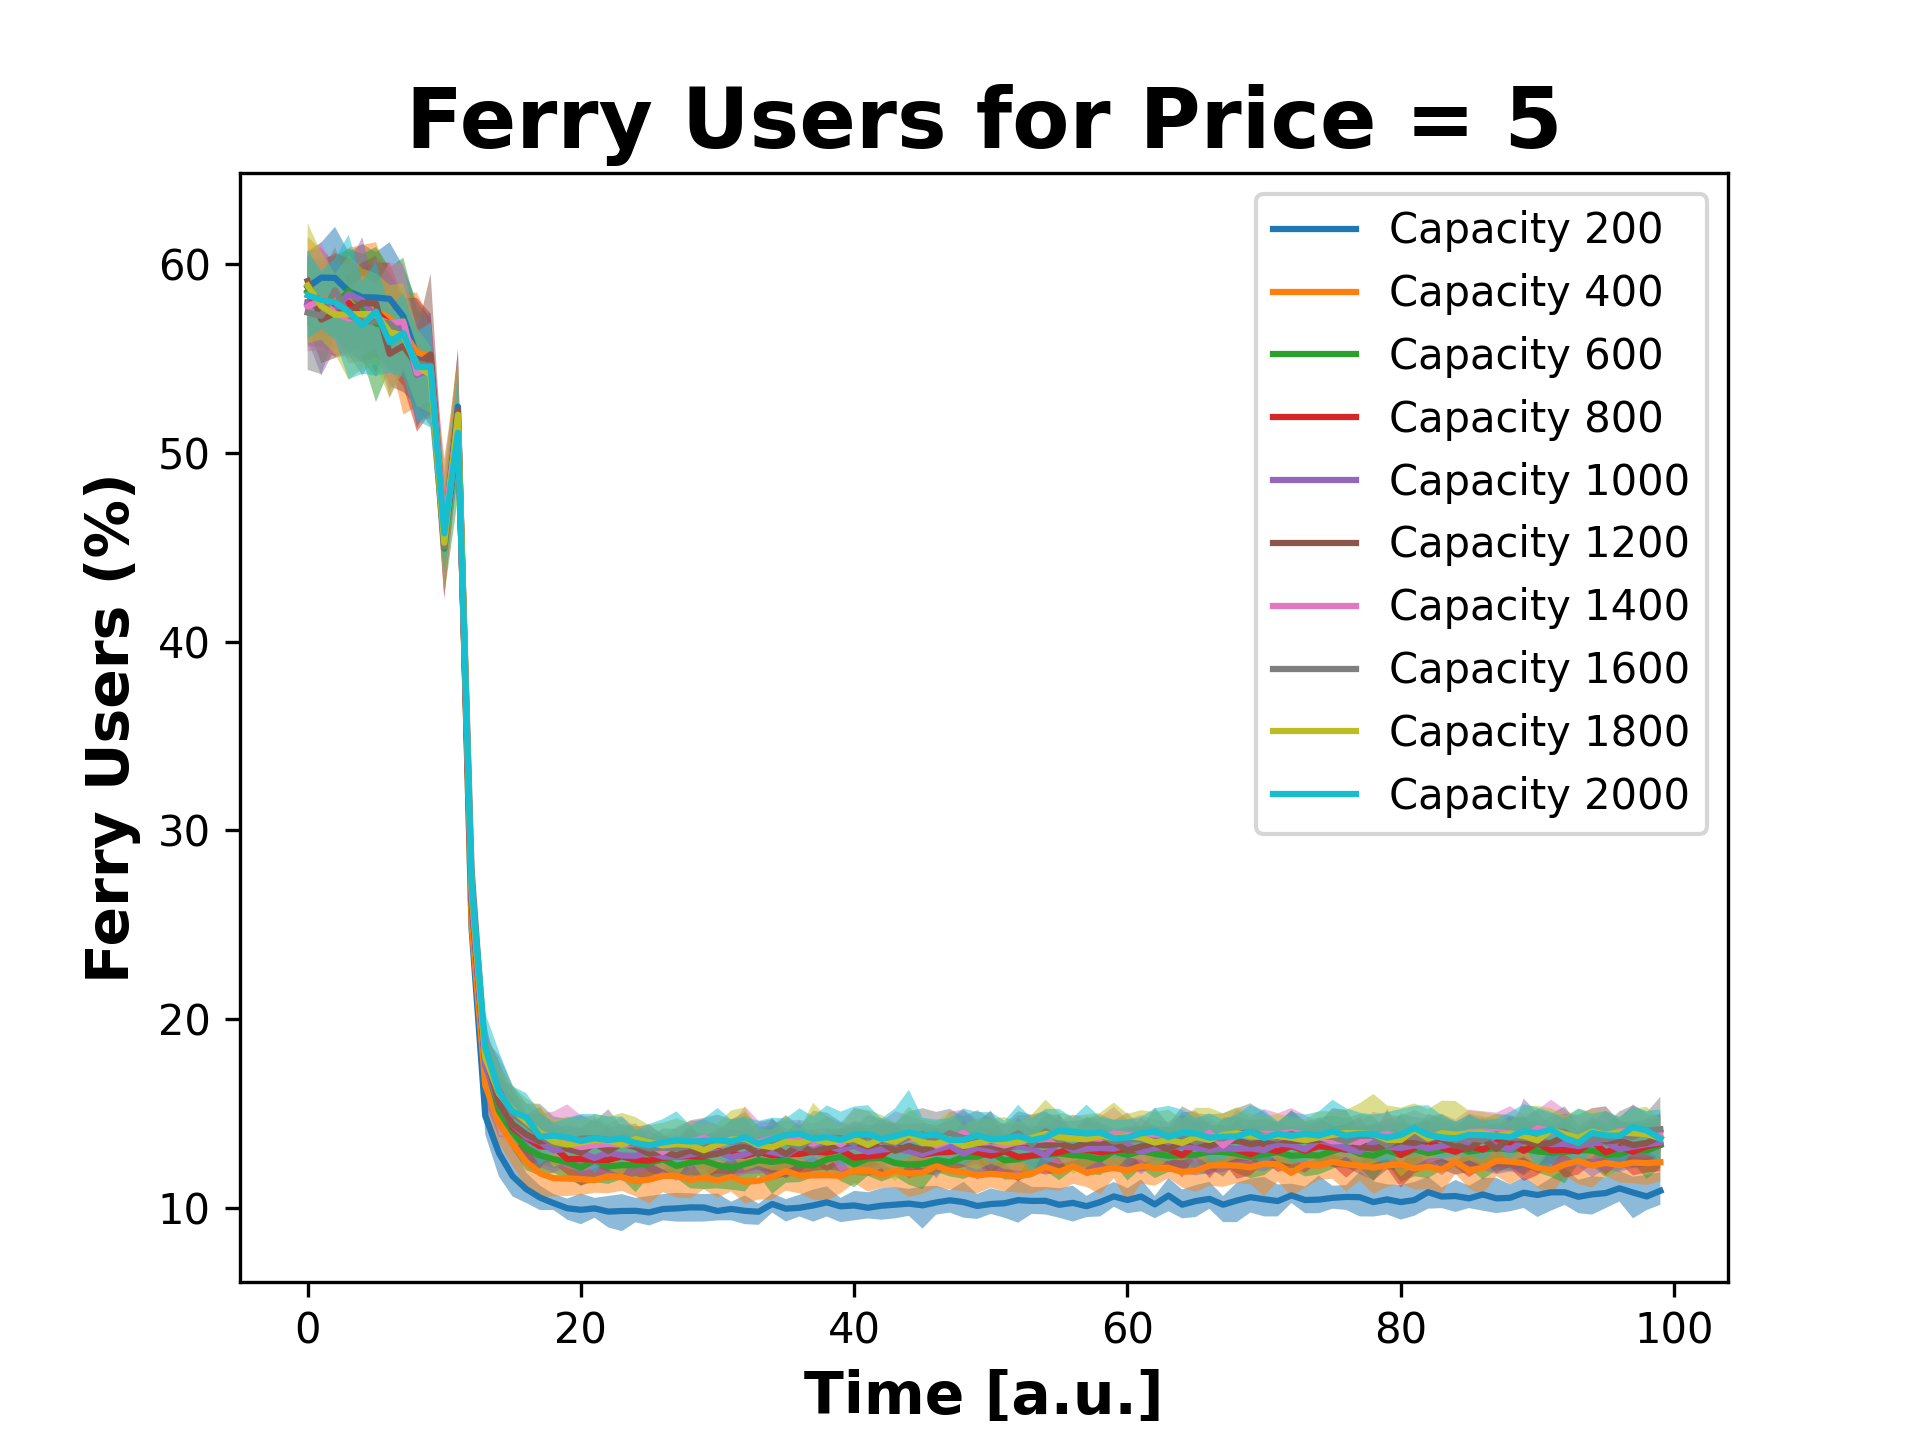 Ferry Users for Price = 5
Ferry Users (%)
60
50
40
30
20
10
Capacity 200
Capacity 400
Capacity 600
Capacity 800
Capacity 1000
Capacity 1200
Capacity 1400
Capacity 1600
Capacity 1800
Capacity 2000
0 20 40 60 80 100
Time [a.u.]